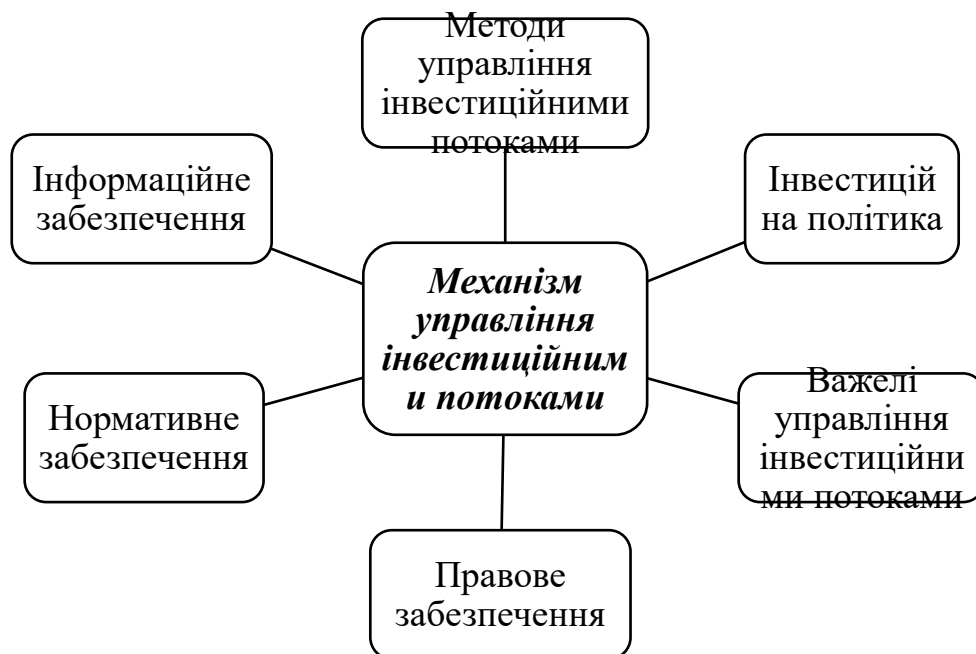 Методи
управління
інвестиційними
потоками
Інформаційне
забезпечення
Інвестицій
на політика
Механізм
управління
інвестиційним
и потоками
Нормативне
забезпечення
Важелі
управління
інвестиційни
ми потоками
Правове
забезпечення